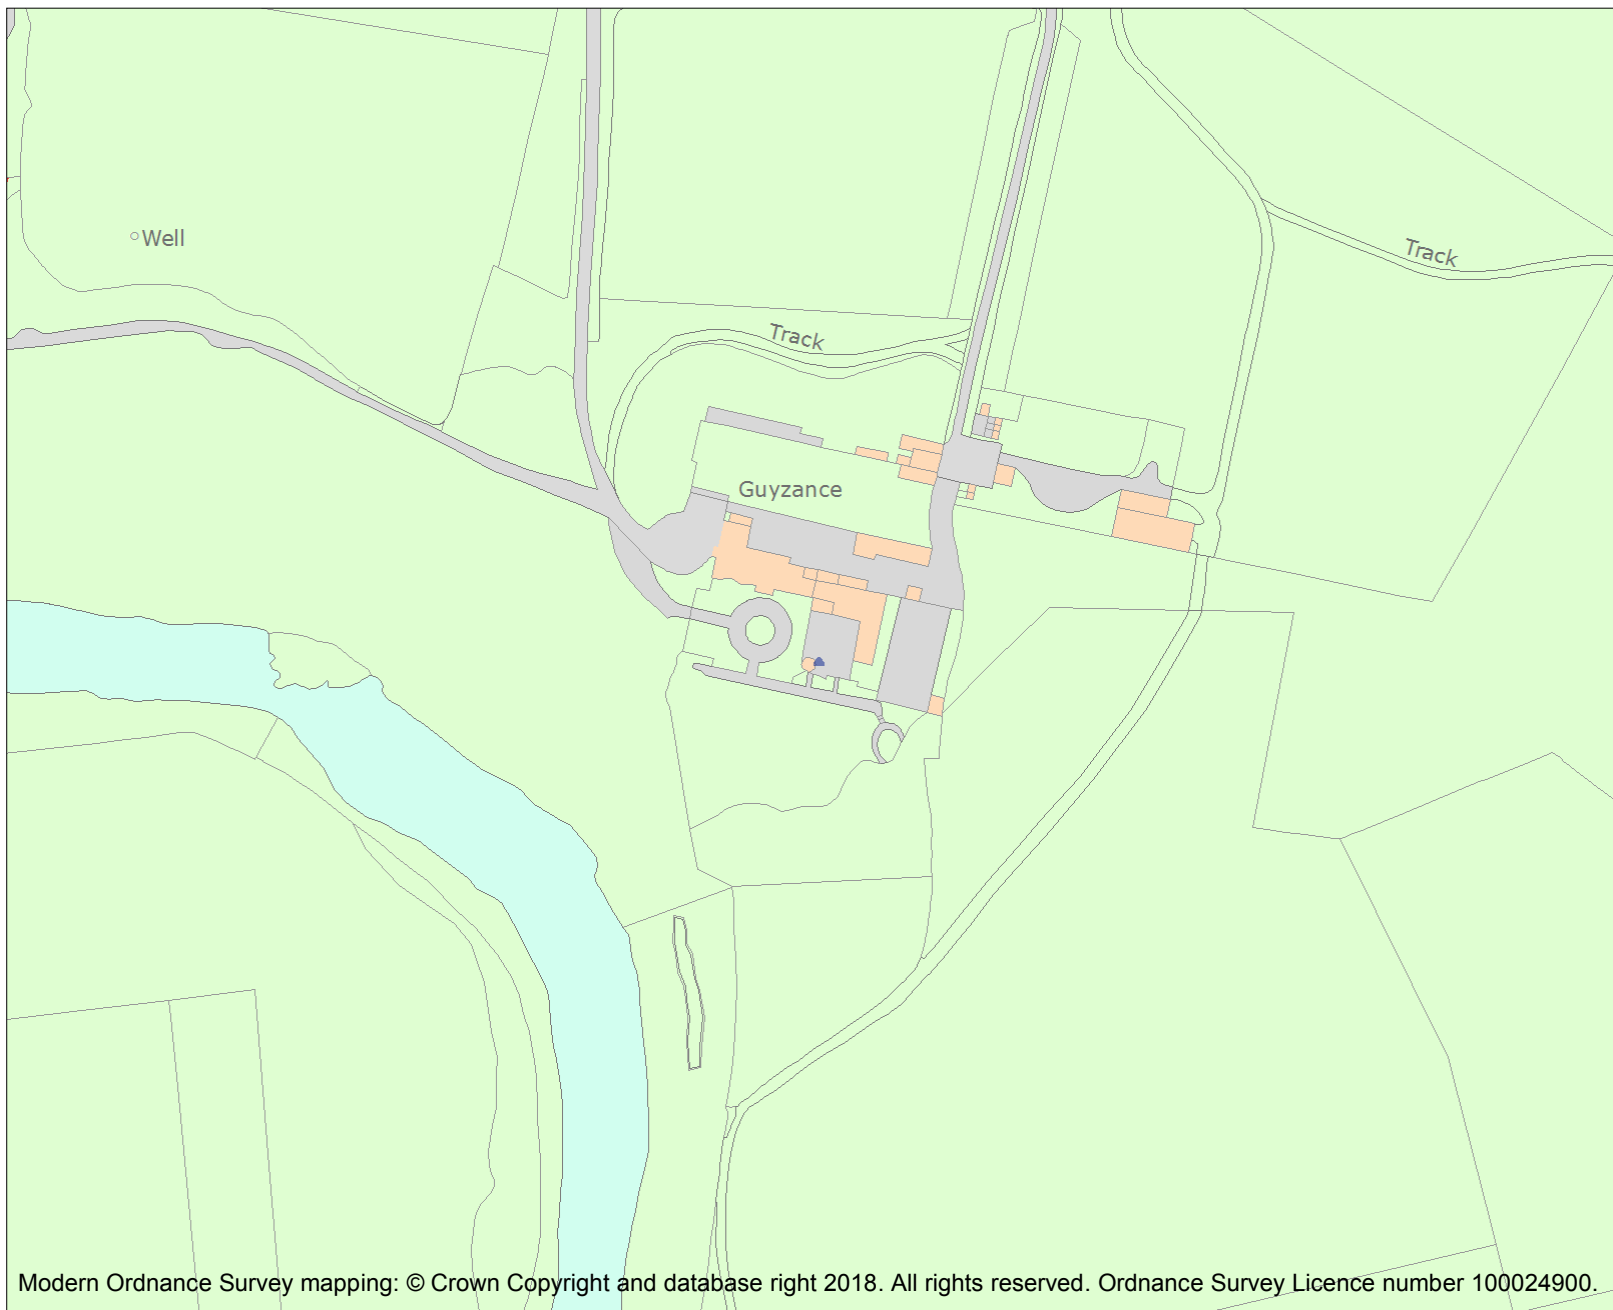 Well
Track
Track
Guyzance
Modern Ordnance Survey mapping: © Crown Copyright and database right 2018. All rights reserved. Ordnance Survey Licence number 100024900.